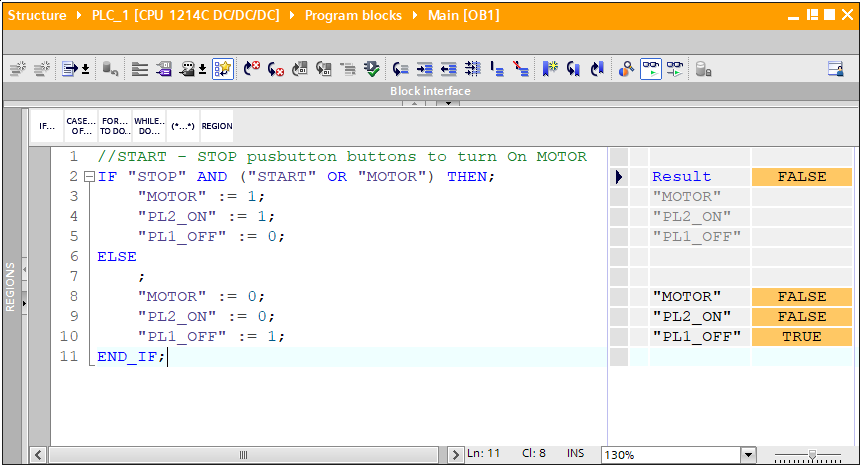 Structure ▸ PLC_1 [CPU 1214C DC/DC/DC] ▸ Program blocks ▸ Main [OB1]
Block interface
IF... CASE... OF... FOR... TO DO... WHILE... DO... (*...*) REGION
REGIONS
1 //START - STOP pusbutton buttons to turn On MOTOR
2 IF "STOP" AND ("START" OR "MOTOR") THEN; Result FALSE
3 "MOTOR" := 1; "MOTOR"
4 "PL2_ON" := 1; "PL2_ON"
5 "PL1_OFF" := 0; "PL1_OFF"
6 ELSE
7 ;
8 "MOTOR" := 0; "MOTOR" FALSE
9 "PL2_ON" := 0; "PL2_ON" FALSE
10 "PL1_OFF" := 1; "PL1_OFF" TRUE
11 END_IF;
Ln: 11 Cl: 8 INS 130%